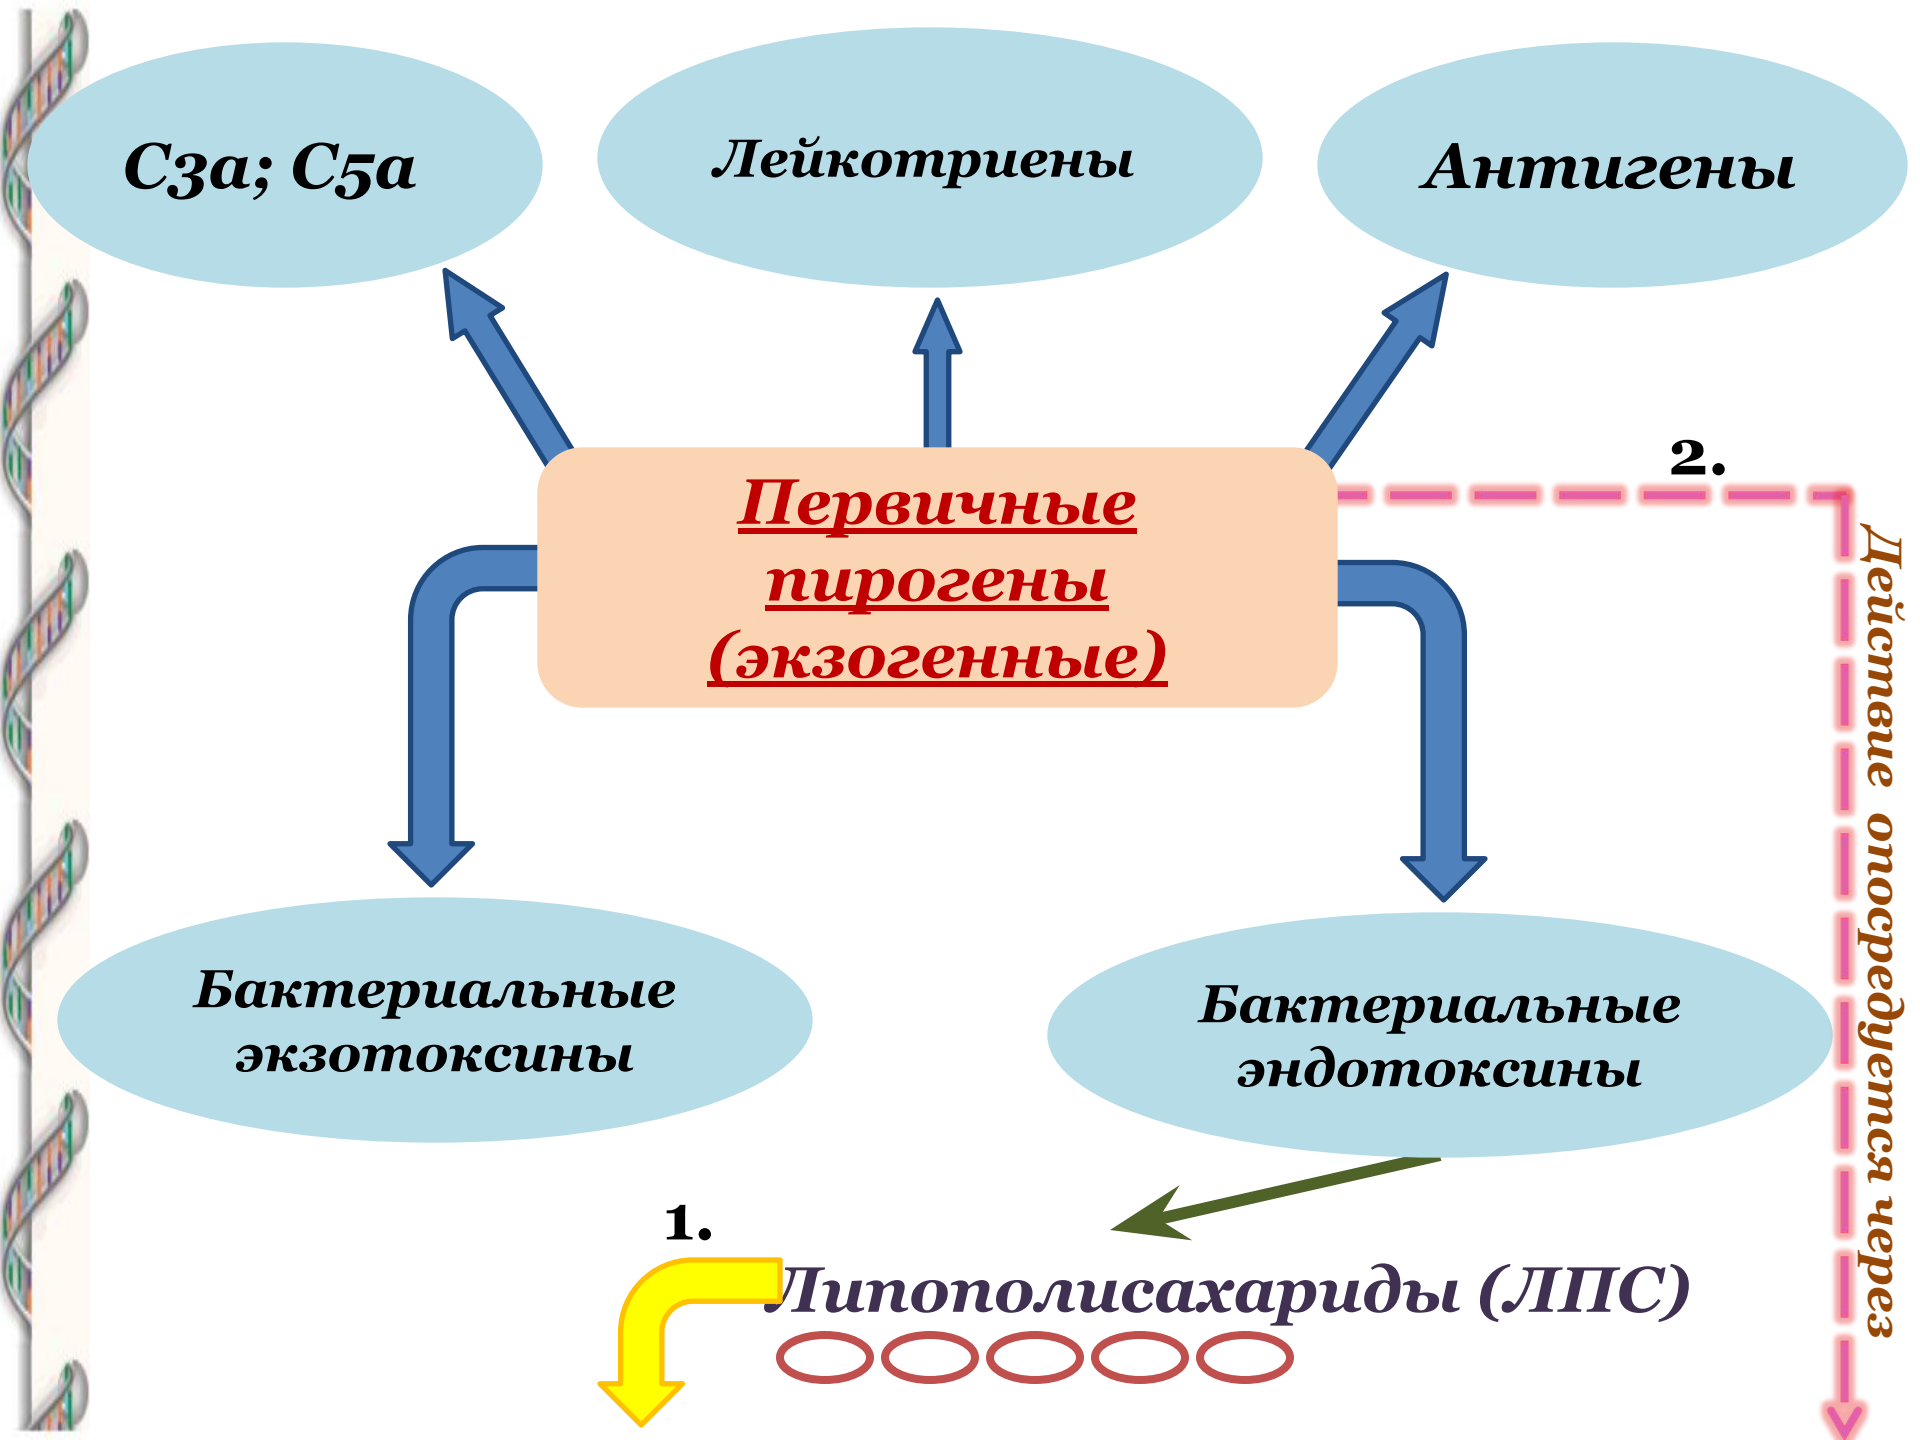 С3а; С5а
Лейкотриены
Антигены
2.
Первичные
пирогены
(экзогенные)
Действие опосредуется через
Бактериальные
экзотоксины
Бактериальные
эндотоксины
1.
Липополисахариды (ЛПС)